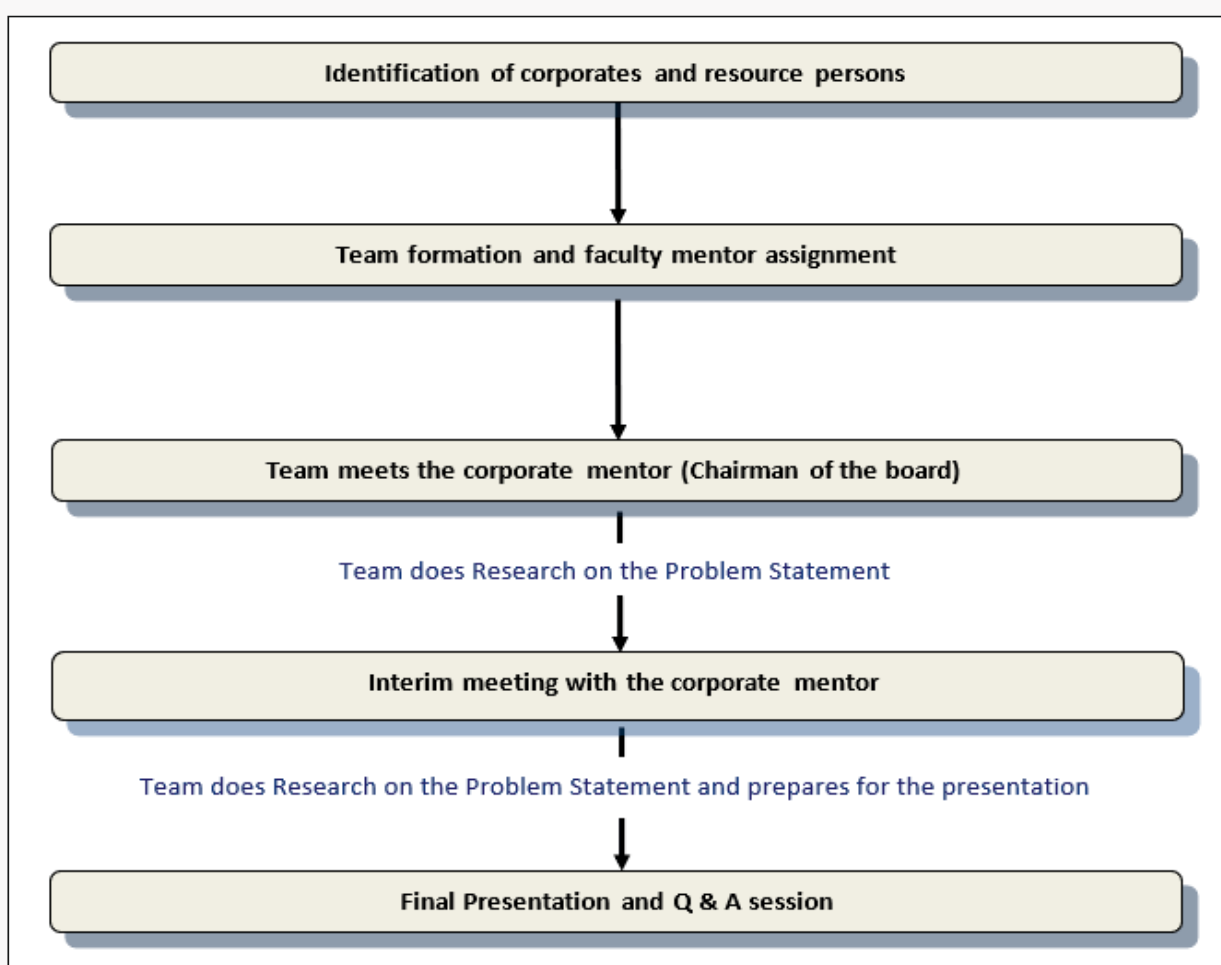 Identification of corporates and resource persons
Team formation and faculty mentor assignment
Team meets the corporate mentor (Chairman of the board)
Team does Research on the Problem Statement
Interim meeting with the corporate mentor
Team does Research on the Problem Statement and prepares for the presentation
Final Presentation and Q & A session